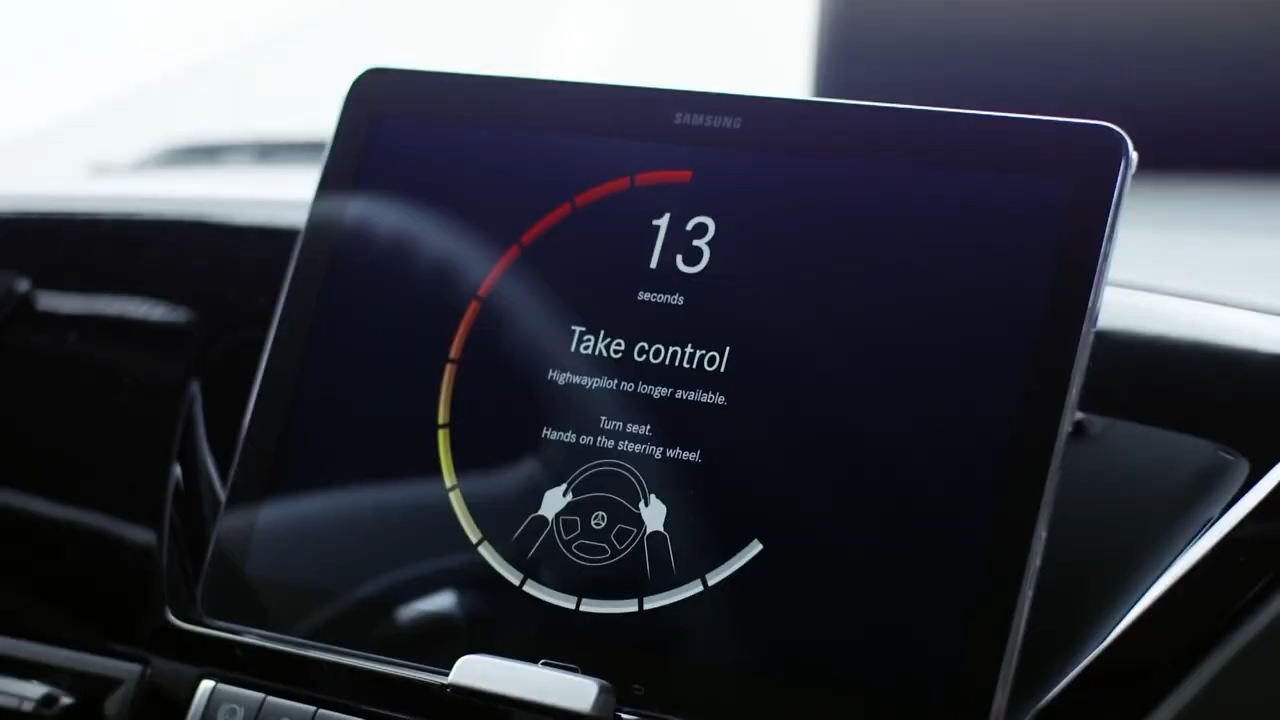 SAMSUNG
13
seconds
Take control
Highwaypilot no longer available.
Turn seat.
Hands on the steering wheel.